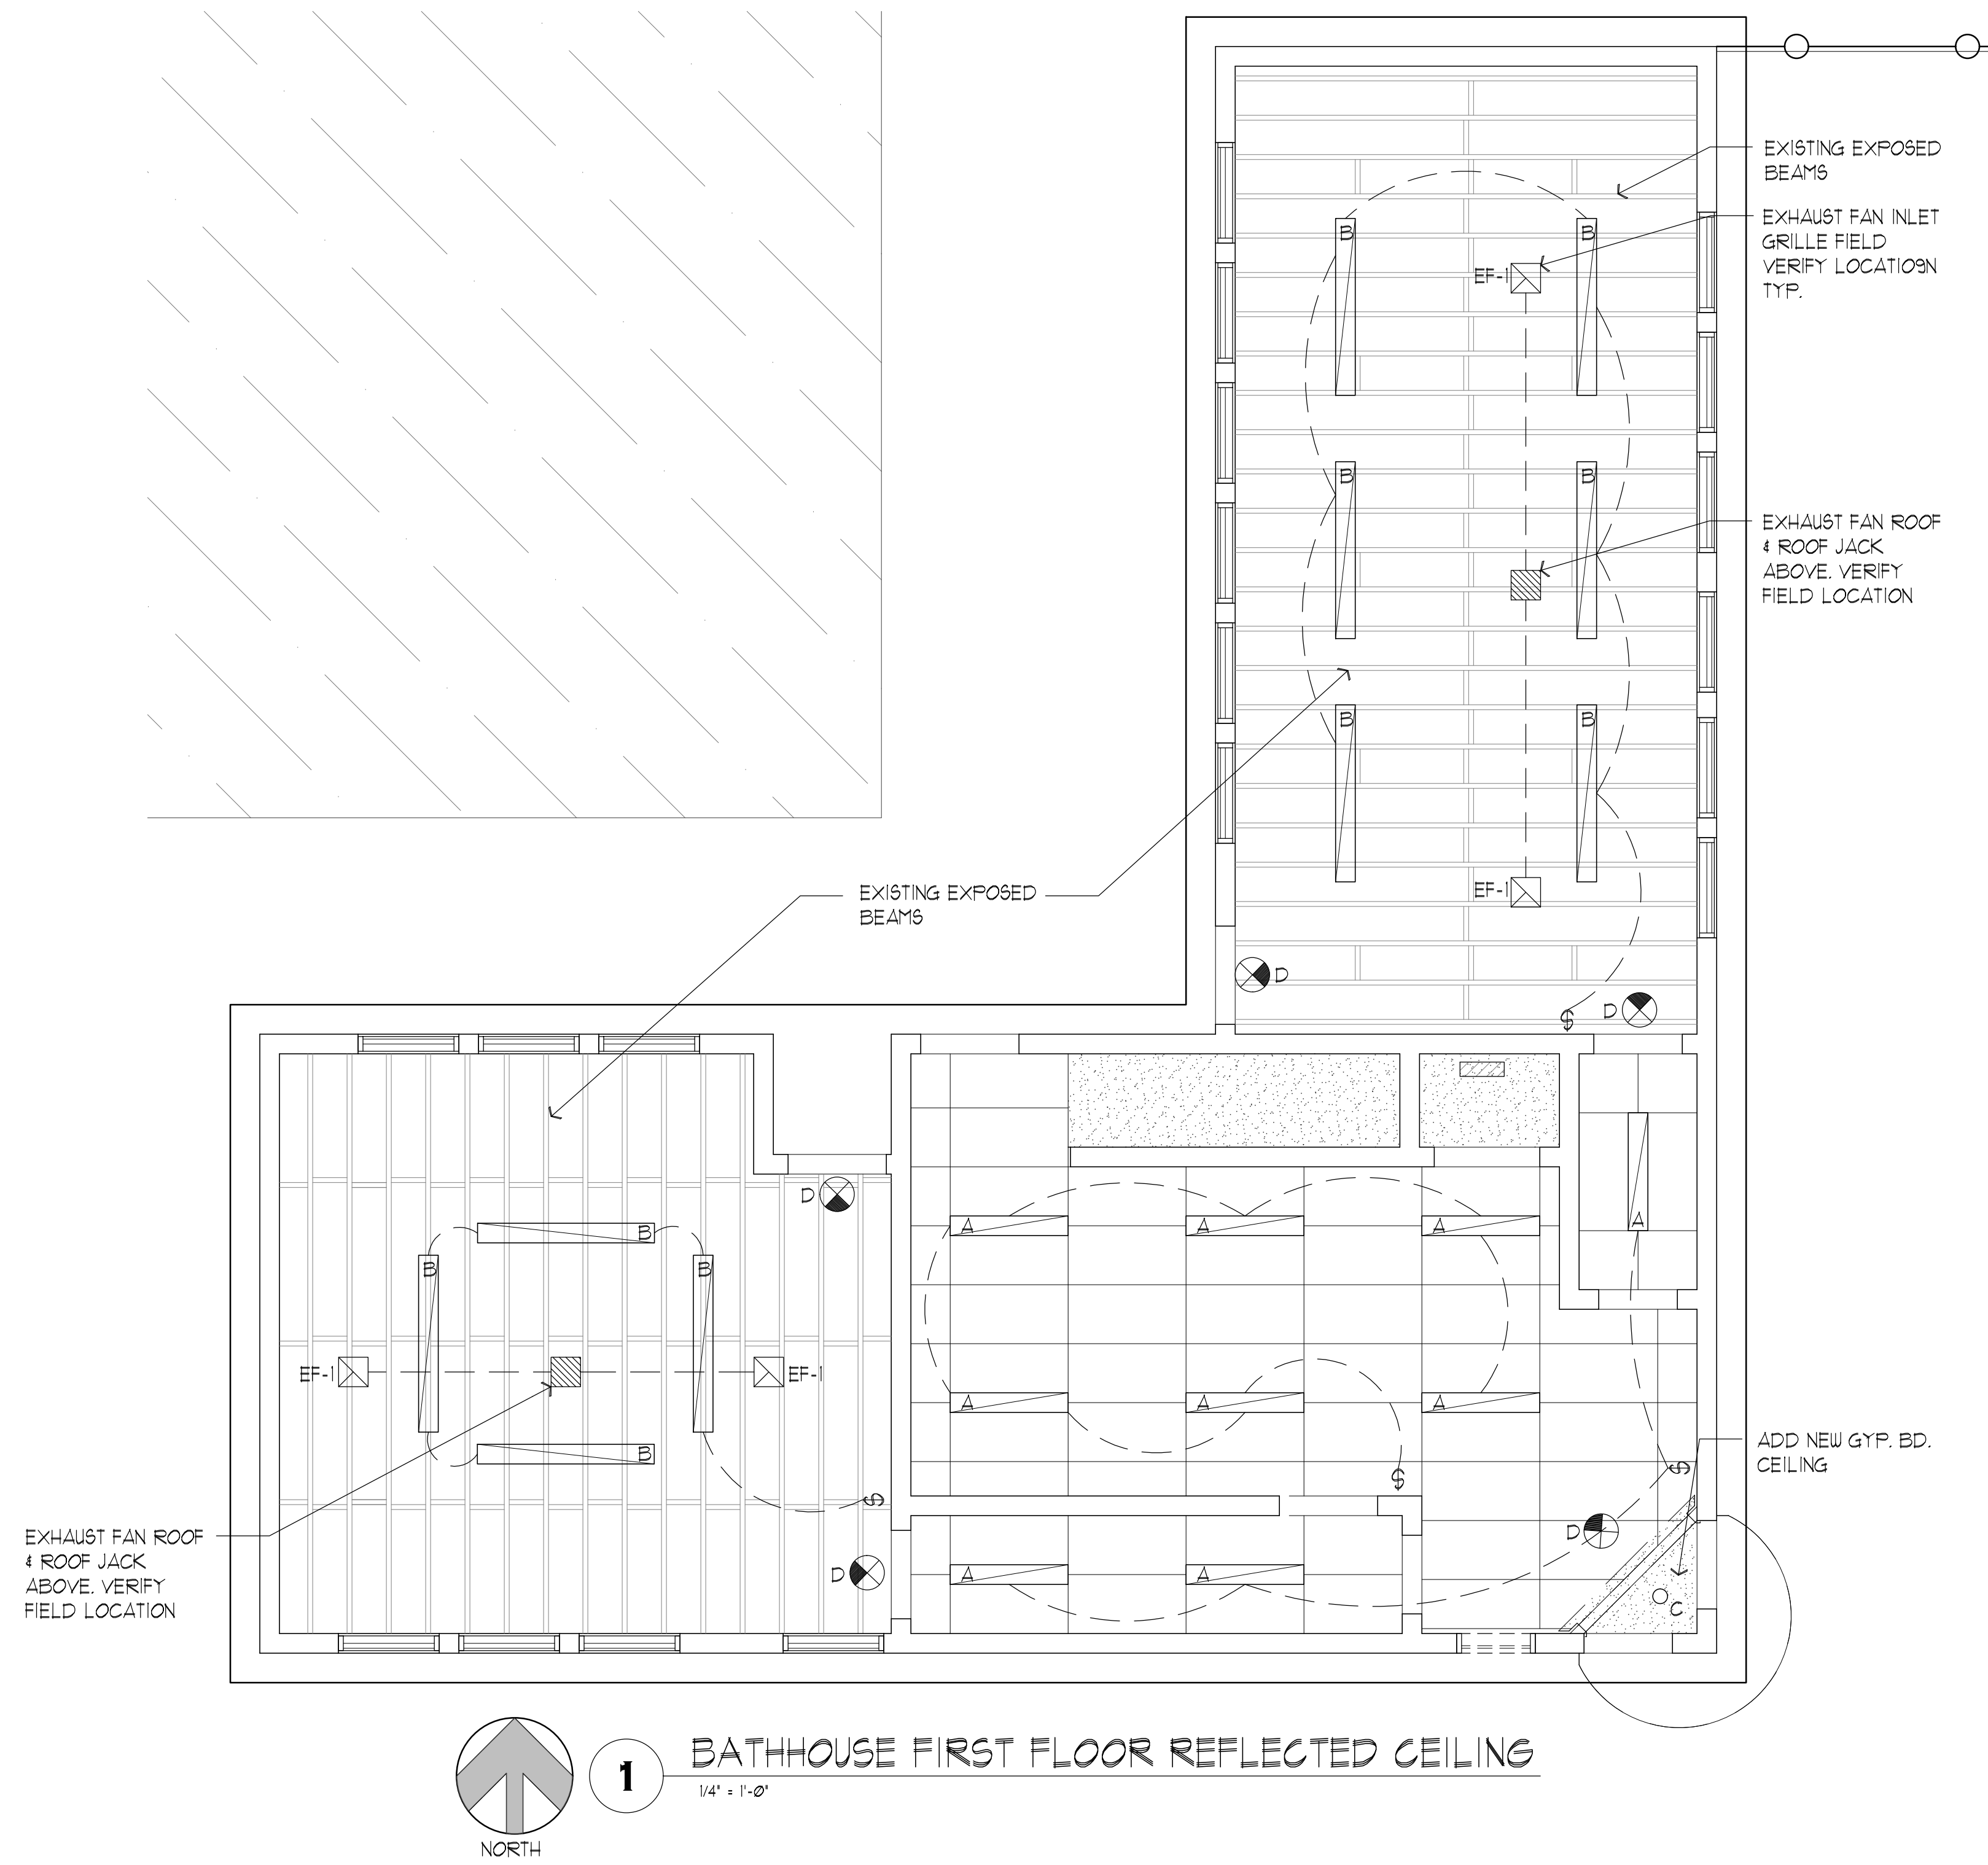 EXISTING EXPOSED
BEAMS
EXHAUST FAN INLET
GRILLE FIELD
VERIFY LOCATIO9N
TYP.
B
B
EF-1
B
B
EXHAUST FAN ROOF
& ROOF JACK
ABOVE. VERIFY
FIELD LOCATION
B
B
EXISTING EXPOSED
BEAMS
EF-1
D
D
$
D
A
A
A
A
B
B
B
EF-1
EF-1
A
A
A
B
$
$
$
ADD NEW GYP. BD.
CEILING
EXHAUST FAN ROOF
& ROOF JACK
ABOVE. VERIFY
FIELD LOCATION
D
A
A
D
C
1
BATHHOUSE FIRST FLOOR REFLECTED CEILING
1/4" = 1'-0"
NORTH